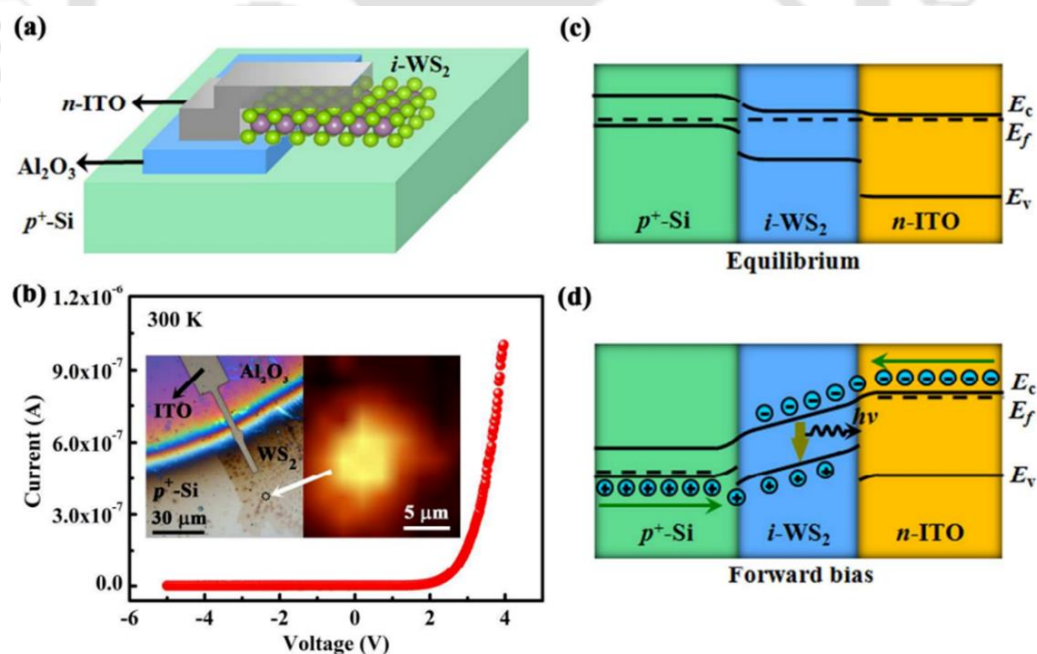 (a)
i-WS₂
n-ITO
Al₂O₃
p⁺-Si
(b)
1.2x10⁻⁶
300 K
9.0x10⁻⁷
6.0x10⁻⁷
3.0x10⁻⁷
0.0
Current (A)
Al₂O₃
ITO
WS₂
p⁺-Si
30 μm
5 μm
-6 -4 -2 0 2 4
Voltage (V)
(c)
Ec
Ef
Ev
p⁺-Si i-WS₂ n-ITO
Equilibrium
(d)
Ec
hν
Ef
Ev
p⁺-Si i-WS₂ n-ITO
Forward bias